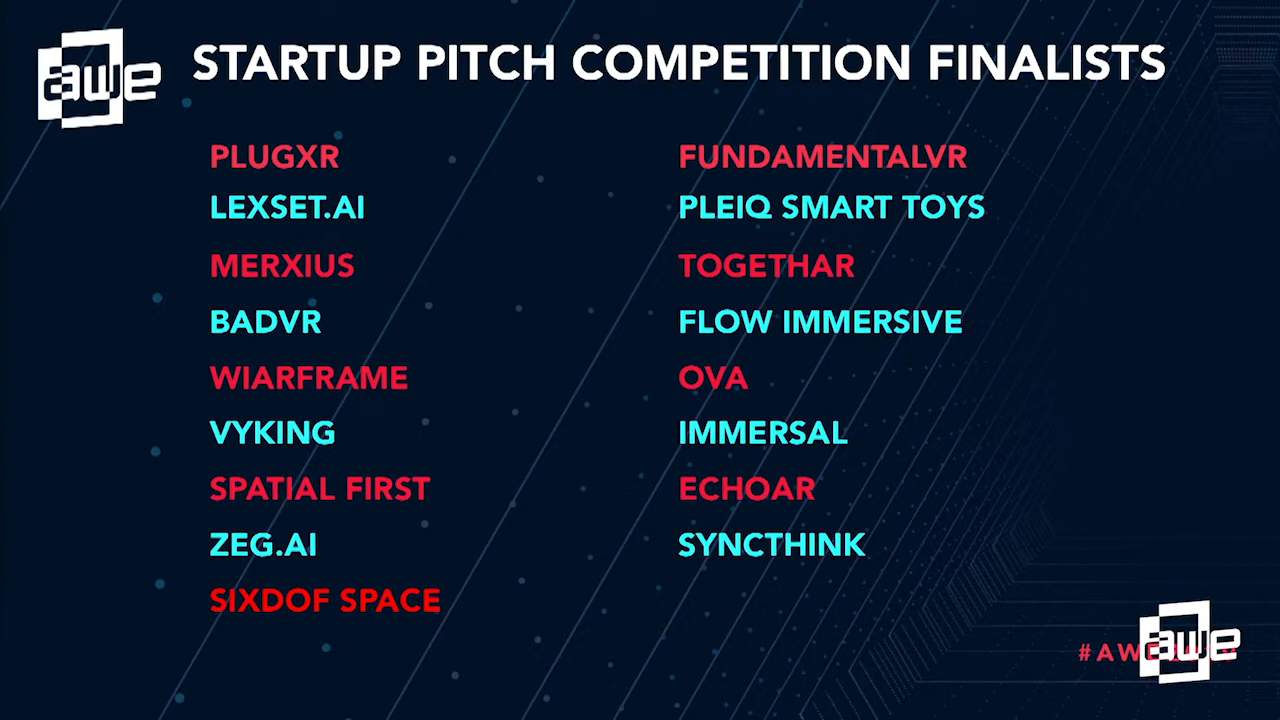 awe
STARTUP PITCH COMPETITION FINALISTS
PLUGXR
LEXSET.AI
MERXIUS
BADVR
WIARFRAME
VYKING
SPATIAL FIRST
ZEG.AI
SIXDOF SPACE
FUNDAMENTALVR
PLEIQ SMART TOYS
TOGETHAR
FLOW IMMERSIVE
OVA
IMMERSAL
ECHOAR
SYNCTHINK
#AWE
awe